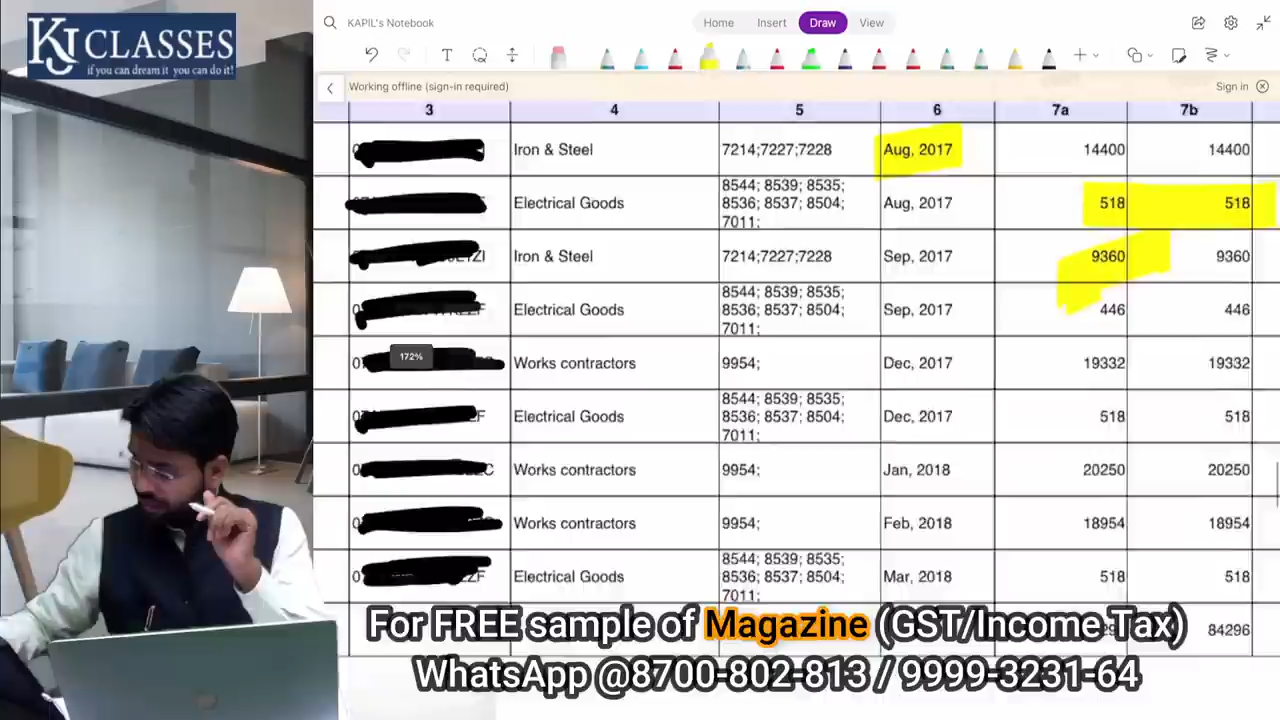 KJ CLASSES
if you can dream it you can do it!
KAPIL's Notebook
Home Insert Draw View
Working offline (sign-in required) Sign in
3 4 5 6 7a 7b
Iron & Steel 7214;7227;7228 Aug, 2017 14400 14400
Electrical Goods 8544; 8539; 8535; 8536; 8537; 8504; 7011; Aug, 2017 518 518
Iron & Steel 7214;7227;7228 Sep, 2017 9360 9360
Electrical Goods 8544; 8539; 8535; 8536; 8537; 8504; 7011; Sep, 2017 446 446
172%
Works contractors 9954; Dec, 2017 19332 19332
Electrical Goods 8544; 8539; 8535; 8536; 8537; 8504; 7011; Dec, 2017 518 518
Works contractors 9954; Jan, 2018 20250 20250
Works contractors 9954; Feb, 2018 18954 18954
Electrical Goods 8544; 8539; 8535; 8536; 8537; 8504; 7011; Mar, 2018 518 518
84296
For FREE sample of Magazine (GST/Income Tax)
WhatsApp @8700-802-813 / 9999-3231-64